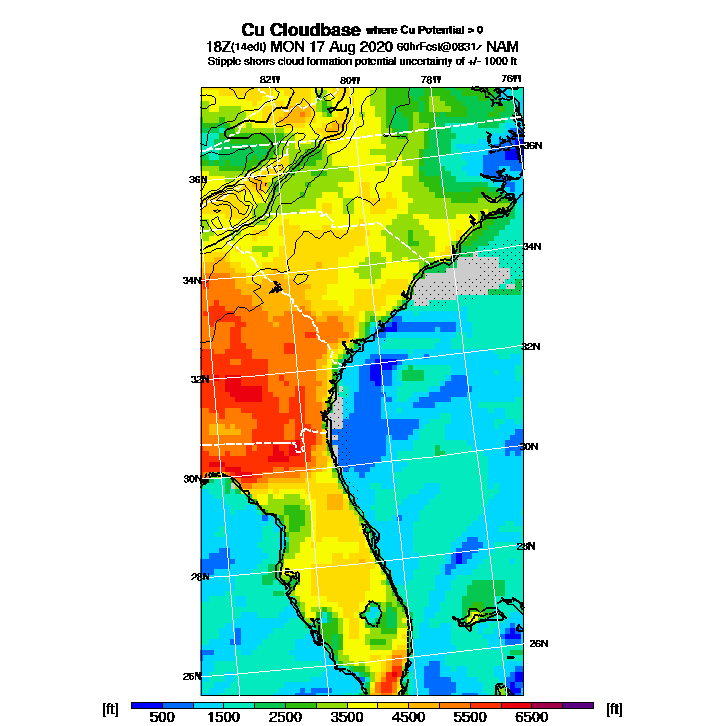 Cu Cloudbase where Cu Potential > 0
18Z(14edt) MON 17 Aug 2020 60hrFcst@0831z NAM
Stipple shows cloud formation potential uncertainty of +/- 1000 ft
82W 80W 78W 76W
36N
36N
34N
34N
32N
32N
30N
30N
28N
28N
26N
26N
[ft] 500 1500 2500 3500 4500 5500 6500 [ft]